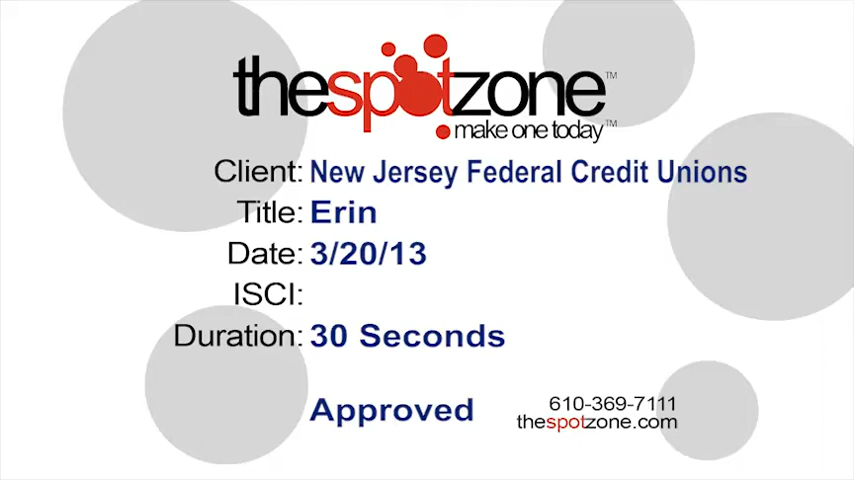 thespotzone™
make one today™
Client: New Jersey Federal Credit Unions
Title: Erin
Date: 3/20/13
ISCI:
Duration: 30 Seconds
Approved
610-369-7111
thespotzone.com